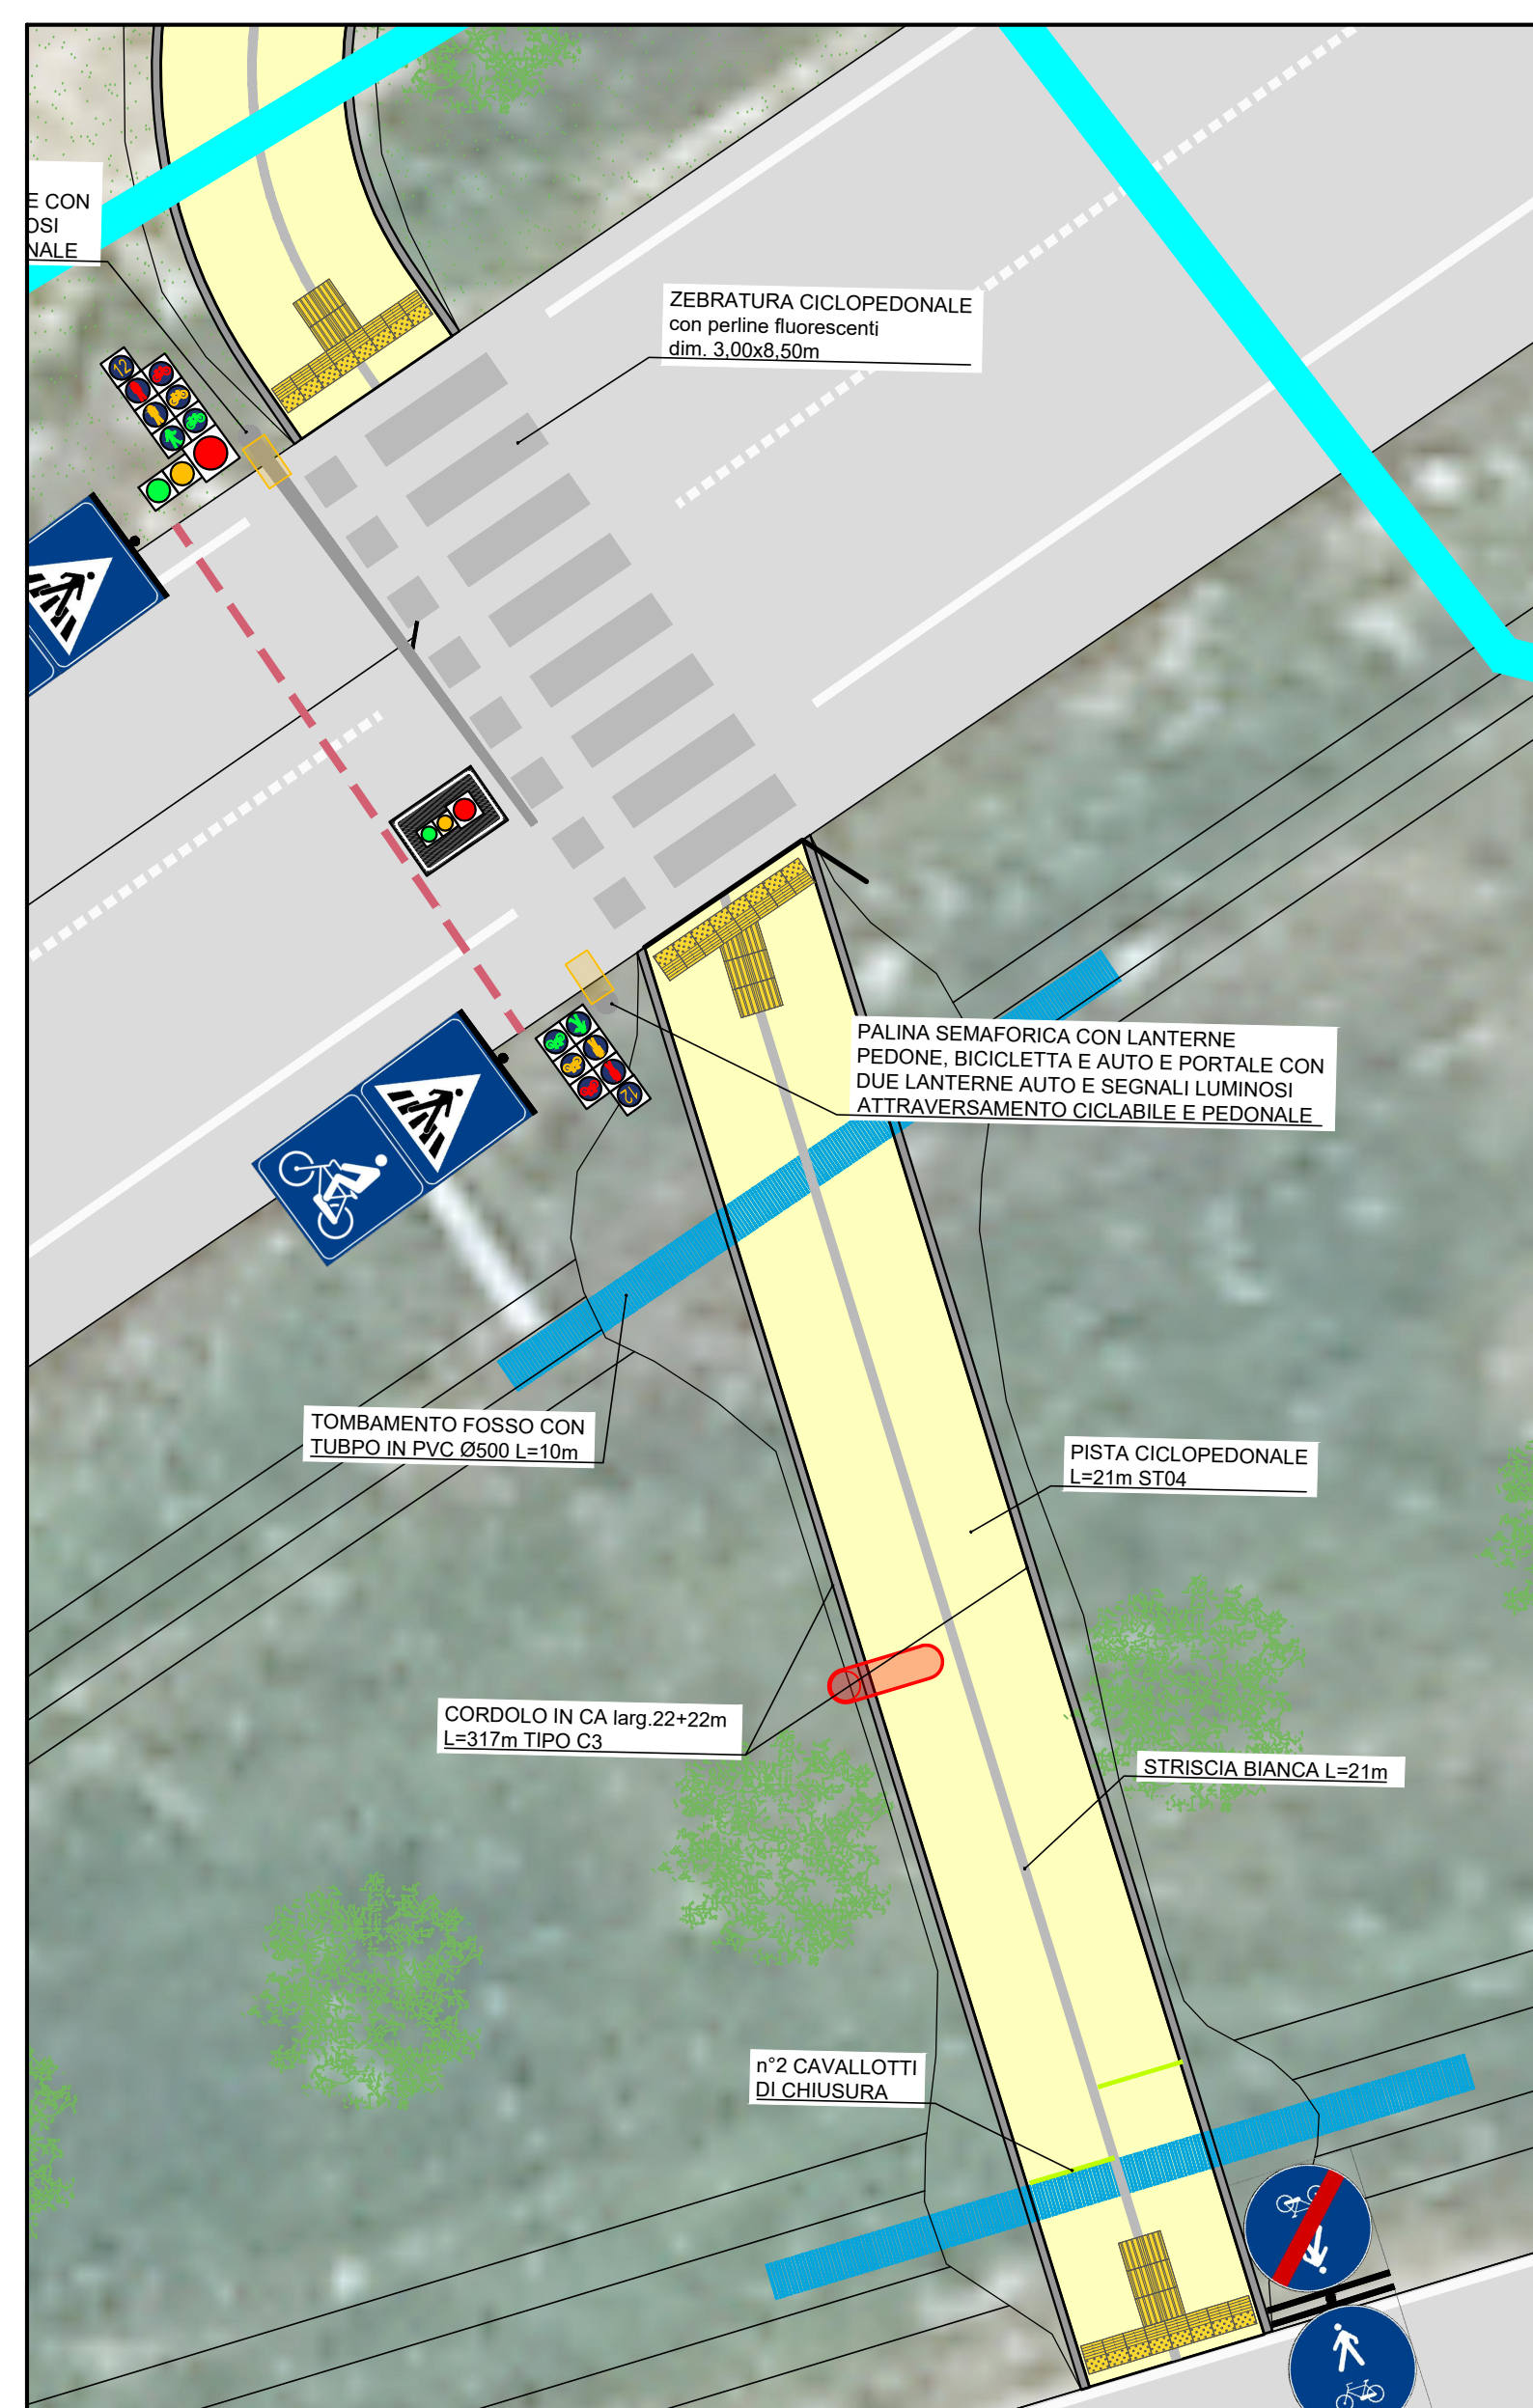 E CON
OSI
NALE
ZEBRATURA CICLOPEDONALE
con perline fluorescenti
dim. 3,00x8,50m
12
PALINA SEMAFORICA CON LANTERNE
PEDONE, BICICLETTA E AUTO E PORTALE CON
DUE LANTERNE AUTO E SEGNALI LUMINOSI
ATTRAVERSAMENTO CICLABILE E PEDONALE
12
TOMBAMENTO FOSSO CON
TUBPO IN PVC Ø500 L=10m
PISTA CICLOPEDONALE
L=21m ST04
CORDOLO IN CA larg.22+22m
L=317m TIPO C3
STRISCIA BIANCA L=21m
n°2 CAVALLOTTI
DI CHIUSURA